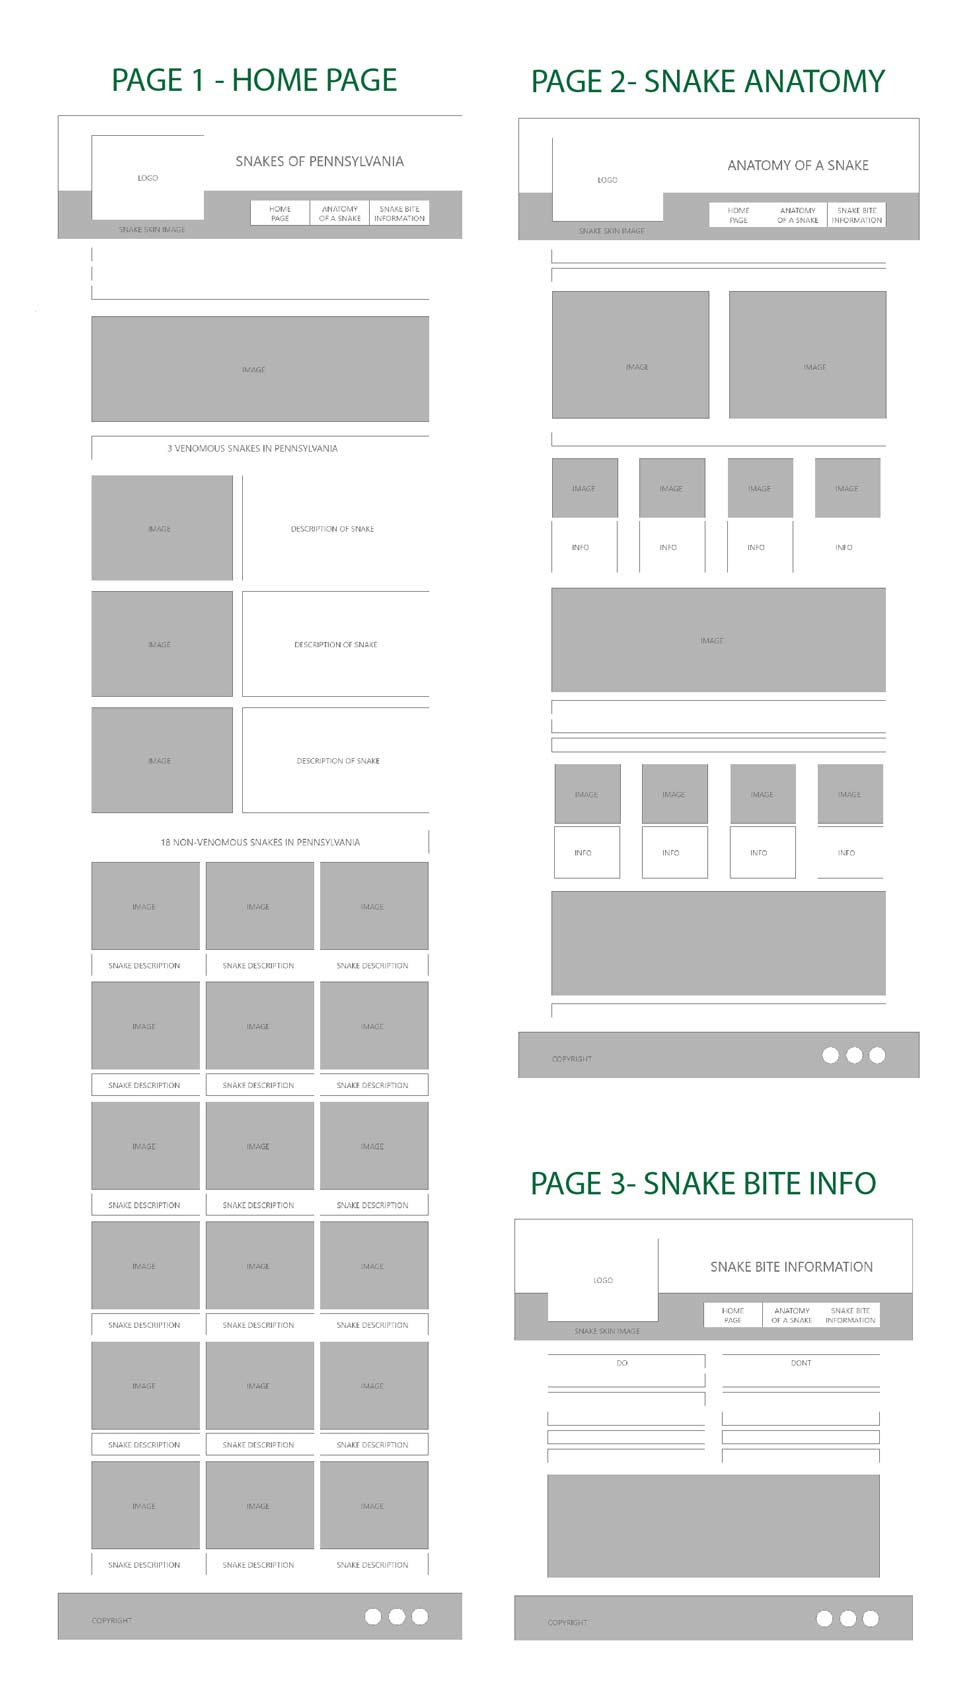 PAGE 1 - HOME PAGE
LOGO
SNAKES OF PENNSYLVANIA
HOME
PAGE
ANATOMY
OF A SNAKE
SNAKE BITE
INFORMATION
SNAKE SKIN IMAGE
IMAGE
3 VENOMOUS SNAKES IN PENNSYLVANIA
IMAGE
DESCRIPTION OF SNAKE
IMAGE
DESCRIPTION OF SNAKE
IMAGE
DESCRIPTION OF SNAKE
18 NON-VENOMOUS SNAKES IN PENNSYLVANIA
IMAGE IMAGE IMAGE
SNAKE DESCRIPTION SNAKE DESCRIPTION SNAKE DESCRIPTION
IMAGE IMAGE IMAGE
SNAKE DESCRIPTION SNAKE DESCRIPTION SNAKE DESCRIPTION
IMAGE IMAGE IMAGE
SNAKE DESCRIPTION SNAKE DESCRIPTION SNAKE DESCRIPTION
IMAGE IMAGE IMAGE
SNAKE DESCRIPTION SNAKE DESCRIPTION SNAKE DESCRIPTION
IMAGE IMAGE IMAGE
SNAKE DESCRIPTION SNAKE DESCRIPTION SNAKE DESCRIPTION
IMAGE IMAGE IMAGE
SNAKE DESCRIPTION SNAKE DESCRIPTION SNAKE DESCRIPTION
COPYRIGHT
PAGE 2- SNAKE ANATOMY
LOGO
ANATOMY OF A SNAKE
HOME
PAGE
ANATOMY
OF A SNAKE
SNAKE BITE
INFORMATION
SNAKE SKIN IMAGE
IMAGE IMAGE
IMAGE IMAGE IMAGE IMAGE
INFO INFO INFO INFO
IMAGE
IMAGE IMAGE IMAGE IMAGE
INFO INFO INFO INFO
COPYRIGHT
PAGE 3- SNAKE BITE INFO
LOGO
SNAKE BITE INFORMATION
HOME
PAGE
ANATOMY
OF A SNAKE
SNAKE BITE
INFORMATION
SNAKE SKIN IMAGE
DO DONT
COPYRIGHT